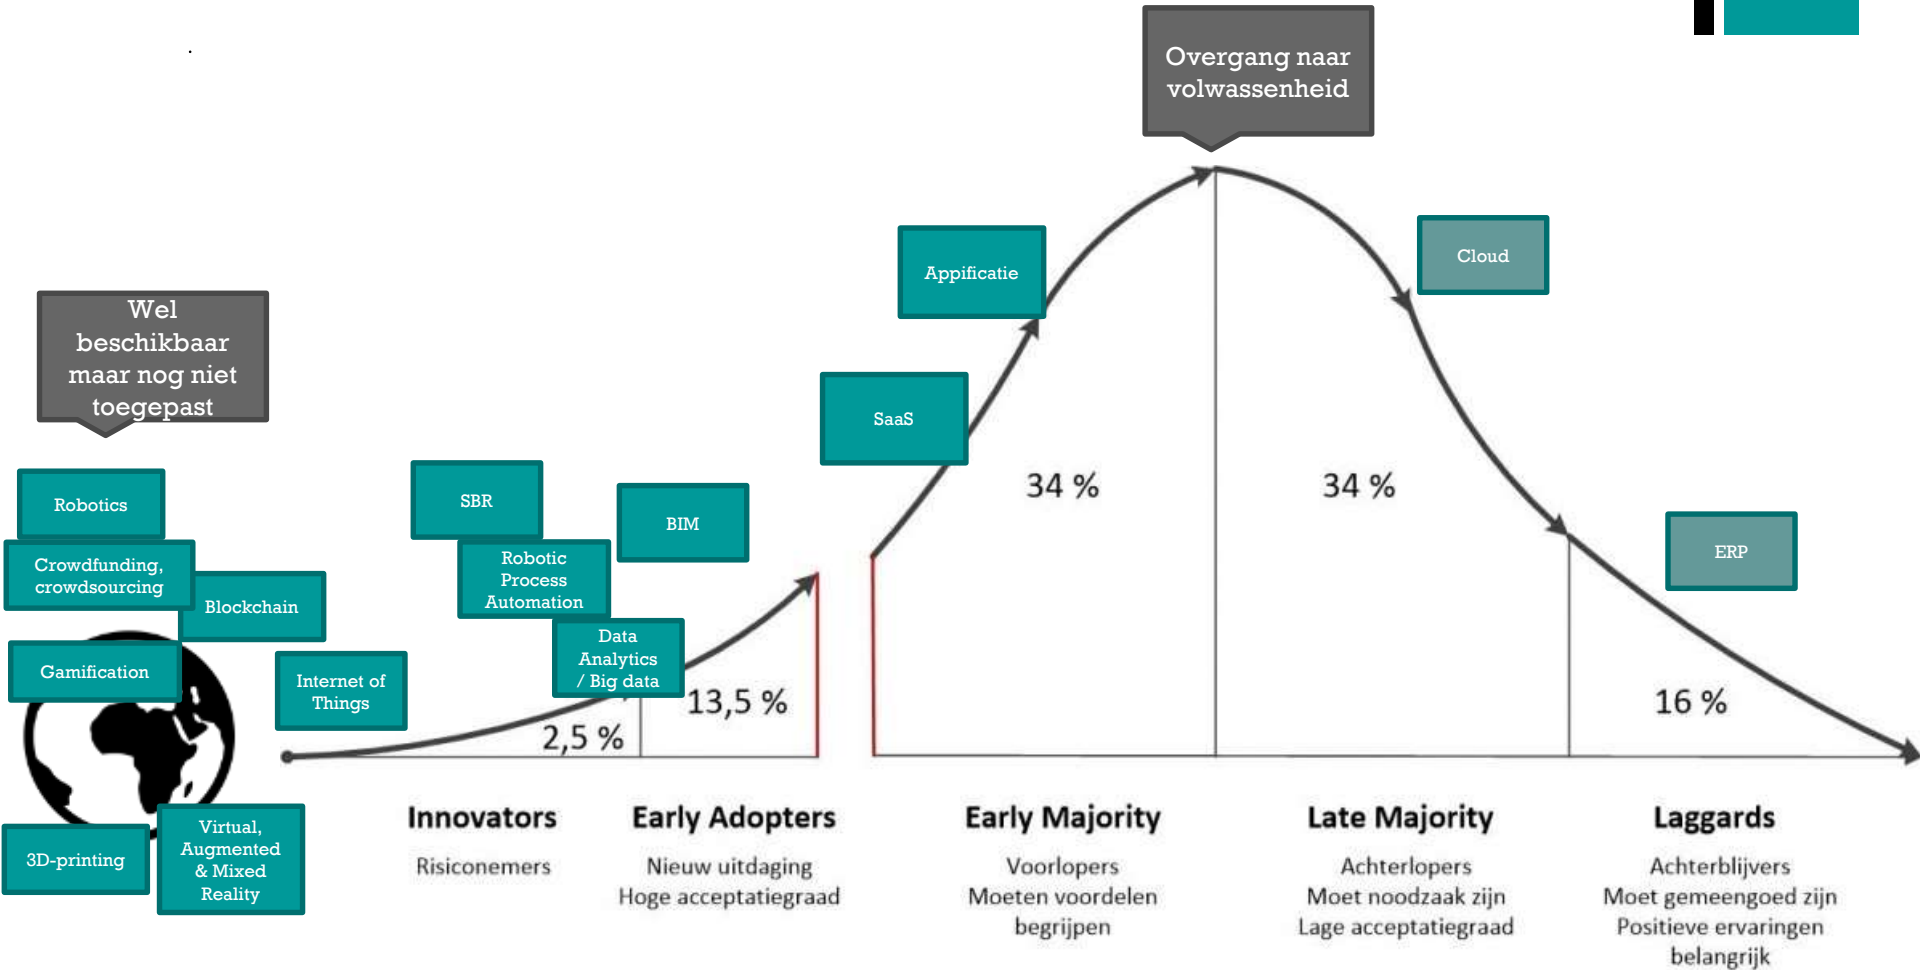 .
Overgang naar
volwassenheid
Appificatie
Cloud
Wel
beschikbaar
maar nog niet
toegepast
SaaS
34 %
34 %
Robotics
SBR
BIM
Crowdfunding,
crowdsourcing
Robotic
Process
Automation
ERP
Blockchain
Data
Analytics
/ Big data
Gamification
Internet of
Things
2,5 %
13,5 %
16 %
3D-printing
Virtual,
Augmented
& Mixed
Reality
Innovators
Risiconemers
Early Adopters
Nieuw uitdaging
Hoge acceptatiegraad
Early Majority
Voorlopers
Moeten voordelen
begrijpen
Late Majority
Achterlopers
Moet noodzaak zijn
Lage acceptatiegraad
Laggards
Achterblijvers
Moet gemeengoed zijn
Positieve ervaringen
belangrijk